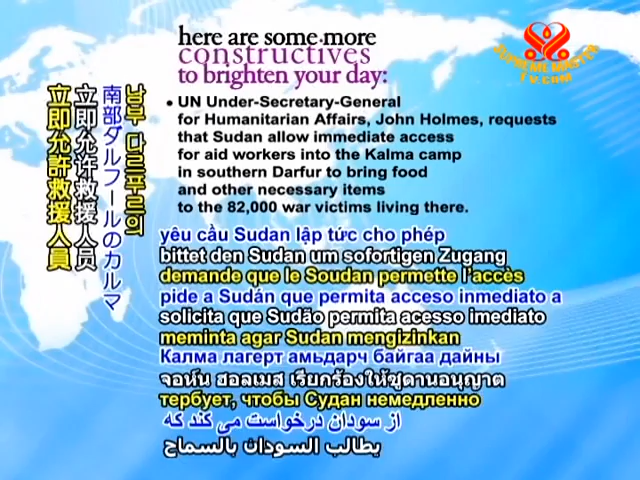 here are some more
constructives
to brighten your day:
SUPREME MASTER
TV.COM
• UN Under-Secretary-General
for Humanitarian Affairs, John Holmes, requests
that Sudan allow immediate access
for aid workers into the Kalma camp
in southern Darfur to bring food
and other necessary items
to the 82,000 war victims living there.
남부 다르푸르의
南部ダルフールのカルマ
立即允许救援人员
立即允許救援人員
yêu cầu Sudan lập tức cho phép
bittet den Sudan um sofortigen Zugang
demande que le Soudan permette l'accès
pide a Sudán que permita acceso inmediato a
solicita que Sudão permita acesso imediato
meminta agar Sudan mengizinkan
Калма лагерт амьдарч байгаа дайны
จอห์น ฮอลเมส เรียกร้องให้ซูดานอนุญาต
тербует, чтобы Судан немедленно
از سودان درخواست می کند که
يطالب السودان بالسماح